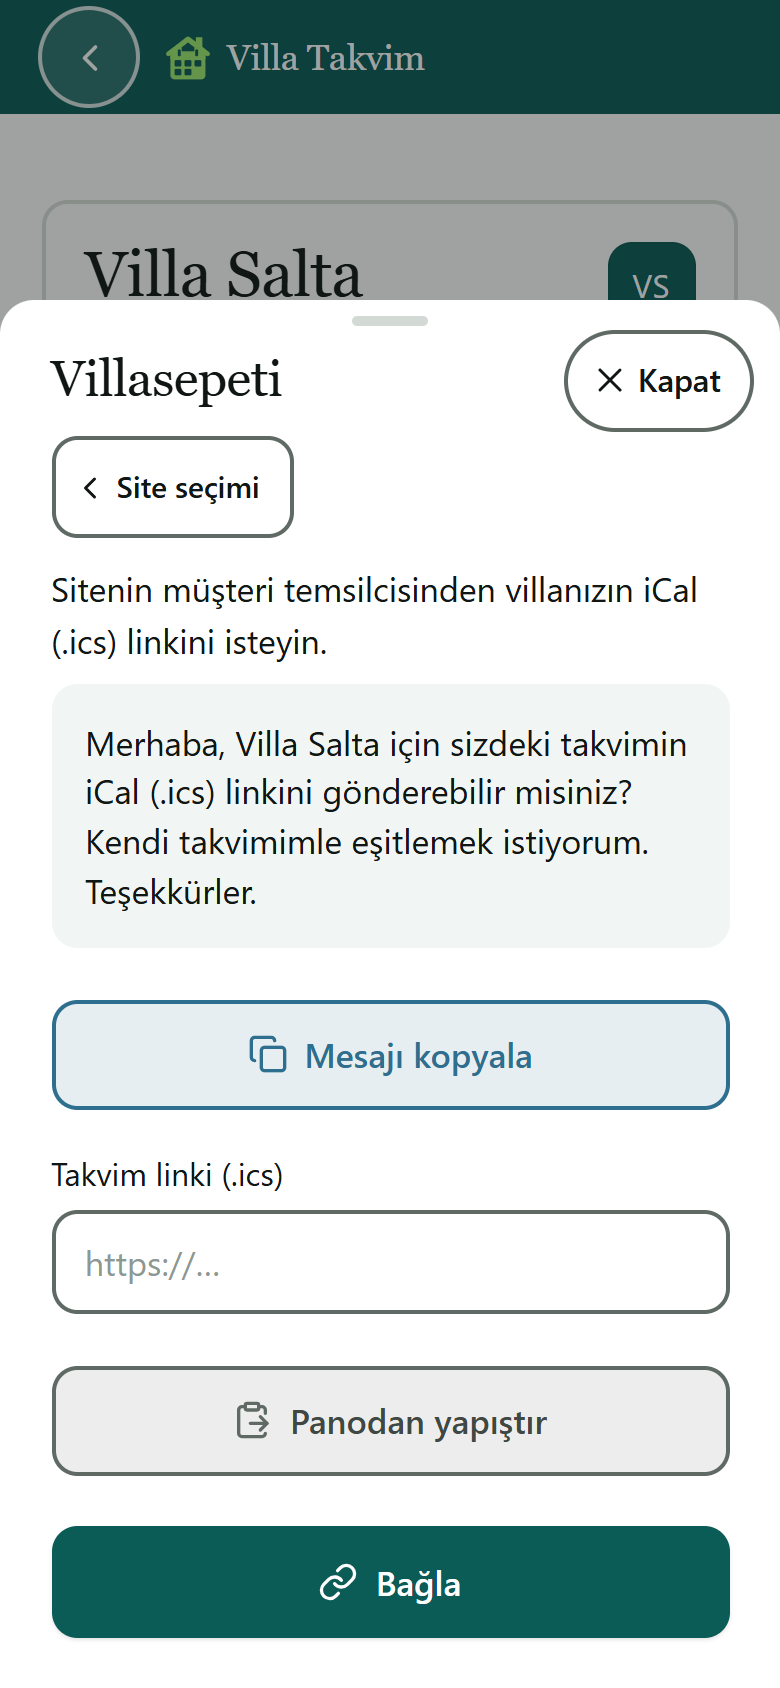 Villa Takvim
Villa Salta
VS
Villasepeti
Kapat
Site seçimi
Sitenin müşteri temsilcisinden villanızın iCal
(.ics) linkini isteyin.
Merhaba, Villa Salta için sizdeki takvimin
iCal (.ics) linkini gönderebilir misiniz?
Kendi takvimimle eşitlemek istiyorum.
Teşekkürler.
Mesajı kopyala
Takvim linki (.ics)
https://...
Panodan yapıştır
Bağla